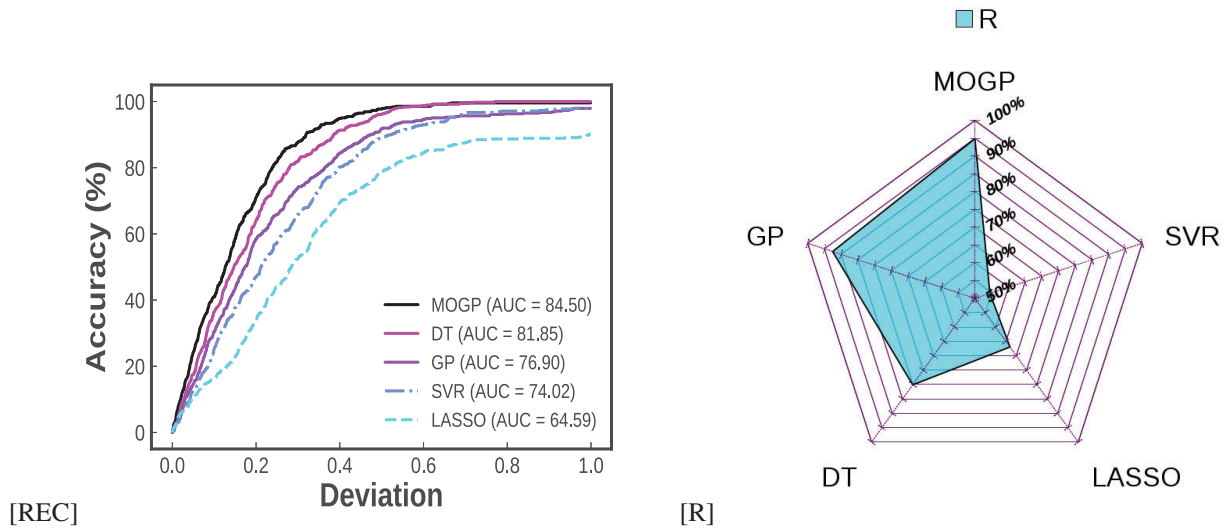 100
80
60
40
20
0
Accuracy (%)
MOGP (AUC = 84.50)
DT (AUC = 81.85)
GP (AUC = 76.90)
SVR (AUC = 74.02)
LASSO (AUC = 64.59)
0.0 0.2 0.4 0.6 0.8 1.0
Deviation
[REC]
R
MOGP
100%
90%
80%
70%
60%
50%
GP
SVR
DT
LASSO
[R]